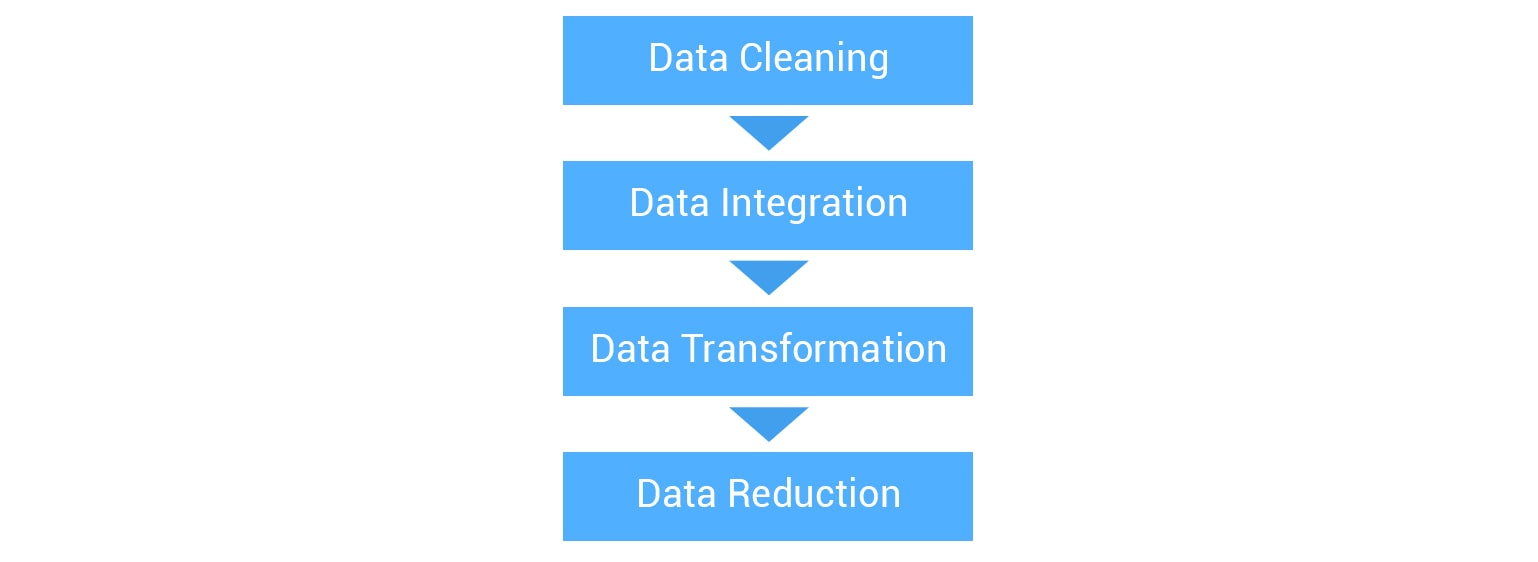 Data Cleaning
Data Integration
Data Transformation
Data Reduction